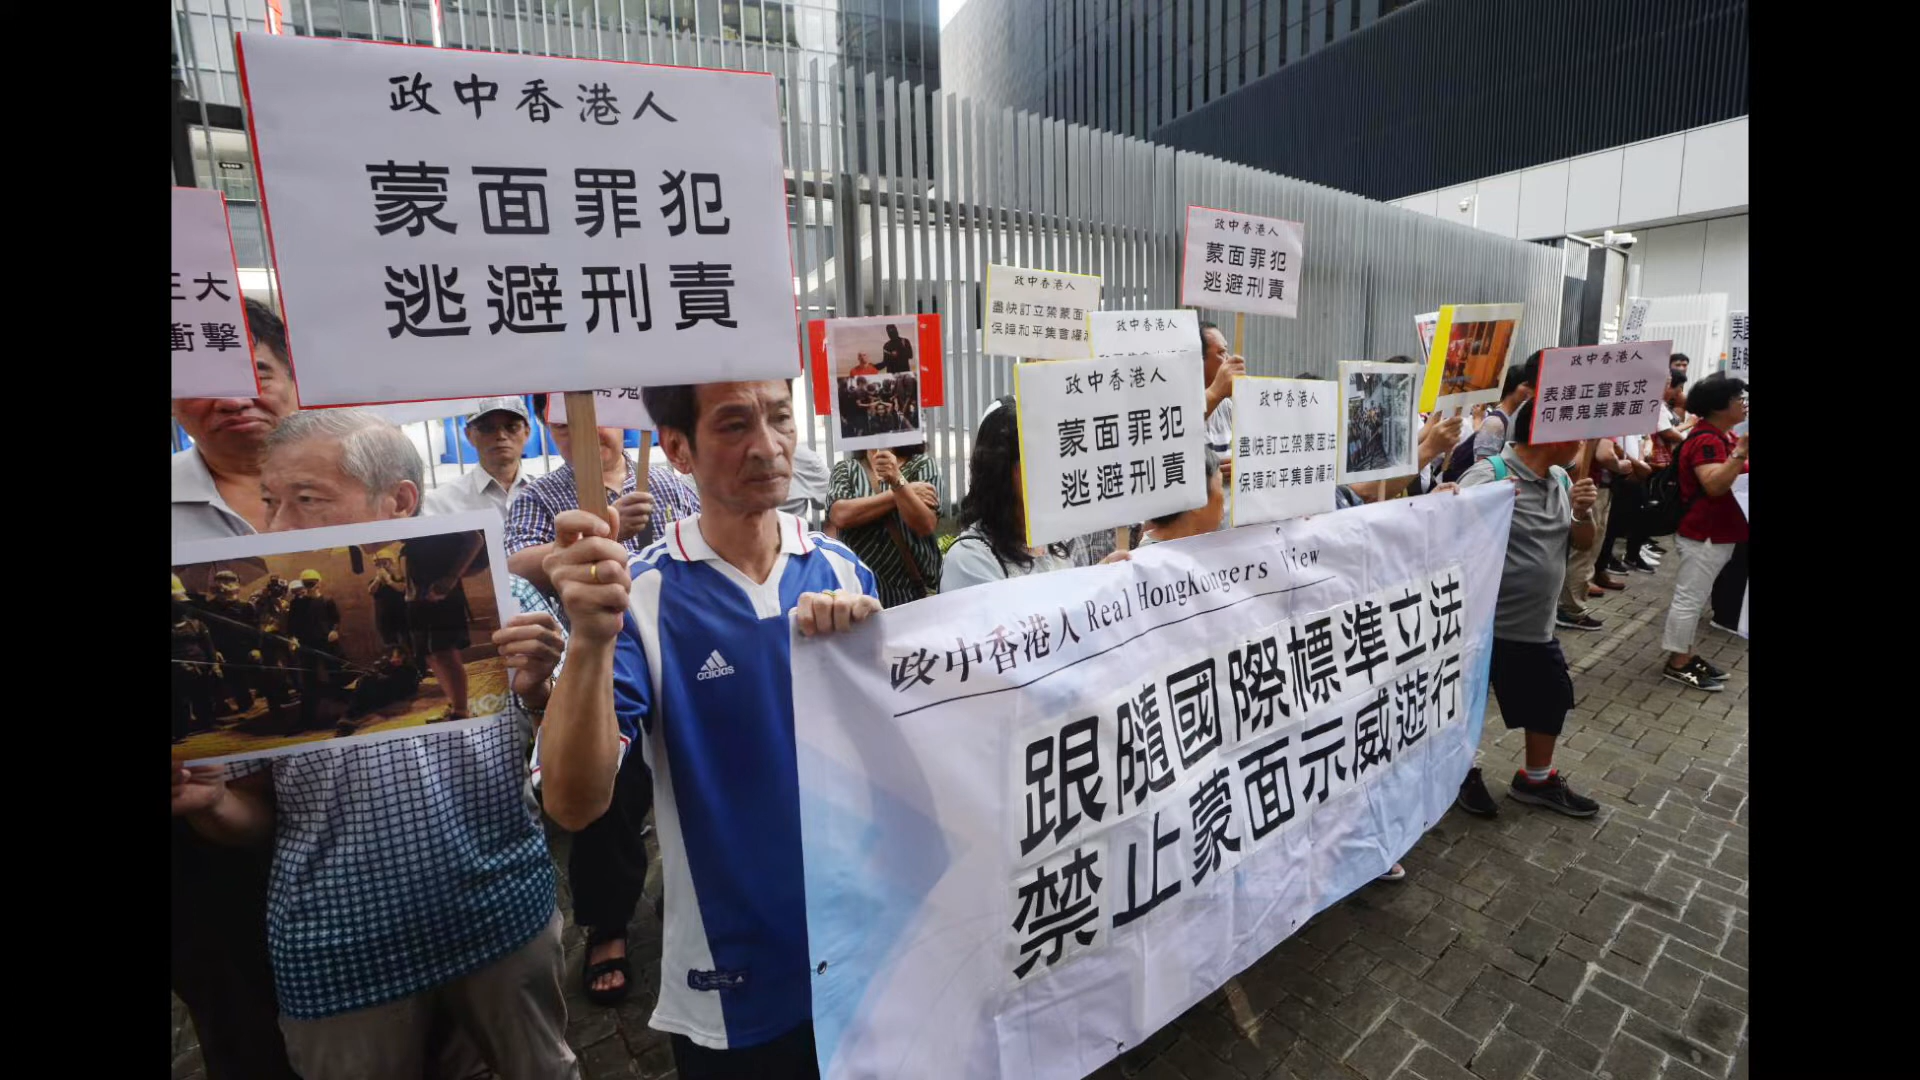 政中香港人
蒙面罪犯
逃避刑責
大
衝擊
政中香港人
盡快訂立禁蒙面
保障和平集會權利
政中香港人
政中香港人
蒙面罪犯
逃避刑責
政中香港人
蒙面罪犯
逃避刑責
政中香港人
盡快訂立禁蒙面法
保障和平集會權利
政中香港人
表達正當訴求
何需鬼祟蒙面？
美
點
adidas
政中香港人 Real HongKongers View
跟隨國際標準立法
禁止蒙面示威遊行